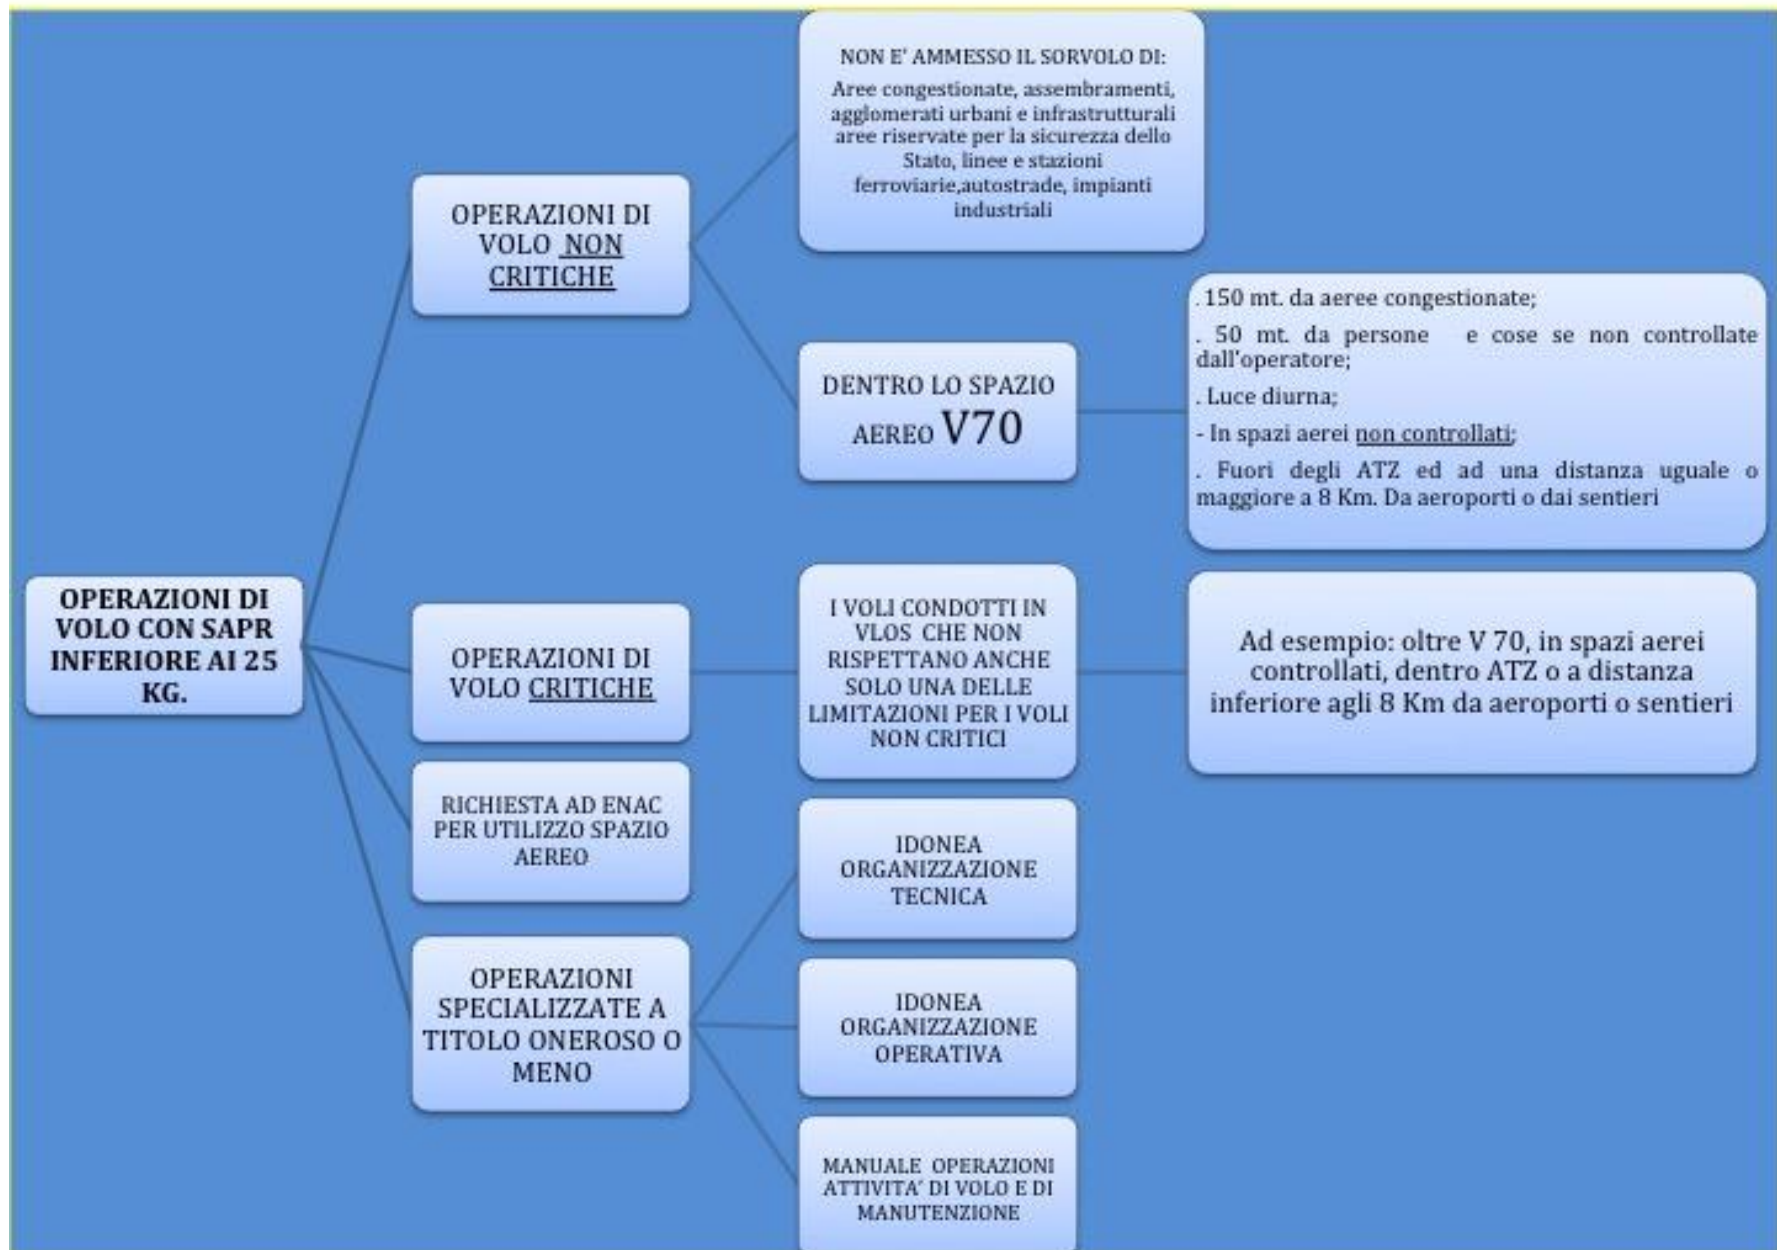 NON E' AMMESSO IL SORVOLO DI:
Aree congestionate, assembramenti,
agglomerati urbani e infrastrutturali
aree riservate per la sicurezza dello
Stato, linee e stazioni
ferroviarie,autostrade, impianti
industriali
OPERAZIONI DI
VOLO NON
CRITICHE
. 150 mt. da aeree congestionate;
. 50 mt. da persone e cose se non controllate
dall'operatore;
. Luce diurna;
- In spazi aerei non controllati;
. Fuori degli ATZ ed ad una distanza uguale o
maggiore a 8 Km. Da aeroporti o dai sentieri
DENTRO LO SPAZIO
AEREO V70
OPERAZIONI DI
VOLO CON SAPR
INFERIORE AI 25
KG.
OPERAZIONI DI
VOLO CRITICHE
I VOLI CONDOTTI IN
VLOS CHE NON
RISPETTANO ANCHE
SOLO UNA DELLE
LIMITAZIONI PER I VOLI
NON CRITICI
Ad esempio: oltre V 70, in spazi aerei
controllati, dentro ATZ o a distanza
inferiore agli 8 Km da aeroporti o sentieri
RICHIESTA AD ENAC
PER UTILIZZO SPAZIO
AEREO
IDONEA
ORGANIZZAZIONE
TECNICA
OPERAZIONI
SPECIALIZZATE A
TITOLO ONEROSO O
MENO
IDONEA
ORGANIZZAZIONE
OPERATIVA
MANUALE OPERAZIONI
ATTIVITA' DI VOLO E DI
MANUTENZIONE